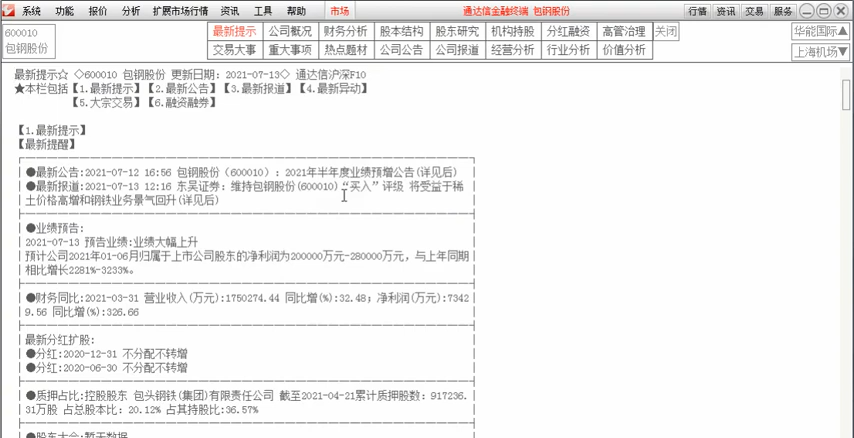 系统 功能 报价 分析 扩展市场行情 资讯 工具 帮助 市场 通达信金融终端 包钢股份 行情 资讯 交易 服务
600010
包钢股份
最新提示 公司概况 财务分析 股本结构 股东研究 机构持股 分红融资 高管治理 关闭
交易大事 重大事项 热点题材 公司公告 公司报道 经营分析 行业分析 价值分析
华能国际▲
上海机场▼
最新提示☆ ◇600010 包钢股份 更新日期：2021-07-13◇ 通达信沪深F10
★本栏包括【1.最新提示】【2.最新公告】【3.最新报道】【4.最新异动】
【5.大宗交易】【6.融资融券】
【1.最新提示】
【最新提醒】
●最新公告:2021-07-12 16:56 包钢股份（600010）：2021年半年度业绩预增公告(详见后)
●最新报道:2021-07-13 12:16 东吴证券：维持包钢股份(600010)“买入”评级 将受益于稀
土价格高增和钢铁业务景气回升(详见后)
●业绩预告:
2021-07-13 预告业绩:业绩大幅上升
预计公司2021年01-06月归属于上市公司股东的净利润为200000万元-280000万元，与上年同期
相比增长2281%-3233%。
●财务同比:2021-03-31 营业收入(万元):1750274.44 同比增(%):32.48；净利润(万元):7342
9.56 同比增(%):326.66
最新分红扩股:
●分红:2020-12-31 不分配不转增
●分红:2020-06-30 不分配不转增
●质押占比:控股股东 包头钢铁(集团)有限责任公司 截至2021-04-21累计质押股数：917236.
31万股 占总股本比：20.12% 占其持股比:36.57%
●股东大会:暂无数据